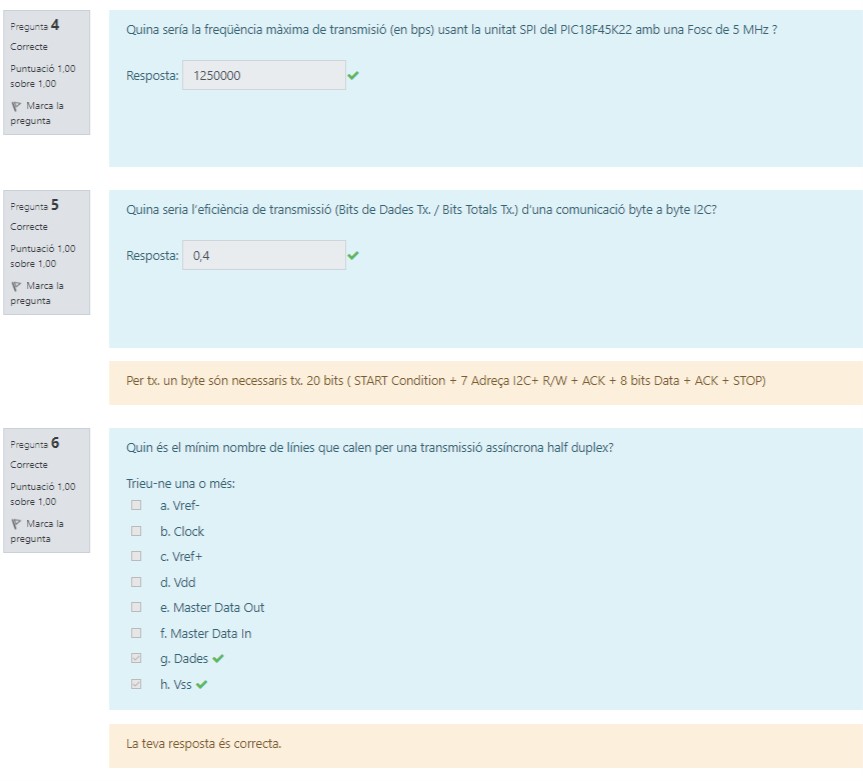 Pregunta 4
Correcte
Puntuació 1,00
sobre 1,00
Marca la
pregunta
Quina sería la freqüència màxima de transmisió (en bps) usant la unitat SPI del PIC18F45K22 amb una Fosc de 5 MHz ?
Resposta: 1250000
Pregunta 5
Correcte
Puntuació 1,00
sobre 1,00
Marca la
pregunta
Quina seria l'eficiència de transmissió (Bits de Dades Tx. / Bits Totals Tx.) d'una comunicació byte a byte I2C?
Resposta: 0,4
Per tx. un byte són necessaris tx. 20 bits ( START Condition + 7 Adreça I2C+ R/W + ACK + 8 bits Data + ACK + STOP)
Pregunta 6
Correcte
Puntuació 1,00
sobre 1,00
Marca la
pregunta
Quin és el mínim nombre de línies que calen per una transmissió assíncrona half duplex?
Trieu-ne una o més:
a. Vref-
b. Clock
c. Vref+
d. Vdd
e. Master Data Out
f. Master Data In
g. Dades
h. Vss
La teva resposta és correcta.